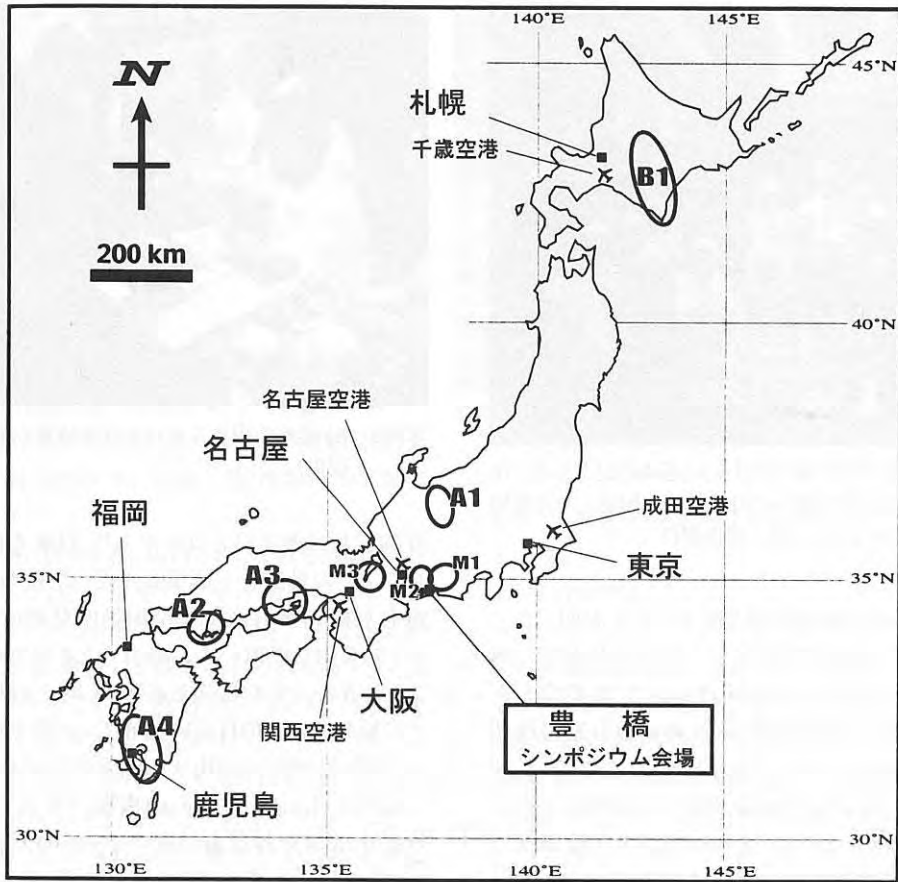 140°E
145°E
45°N
N
札幌
千歳空港
B1
200 km
40°N
40°N
名古屋空港
名古屋
A1
成田空港
福岡
東京
35°N
A3
M3
M1
M2
35°N
A2
大阪
関西空港
豊 橋
シンポジウム会場
A4
鹿児島
30°N
30°N
130°E
135°E
140°E
145°E